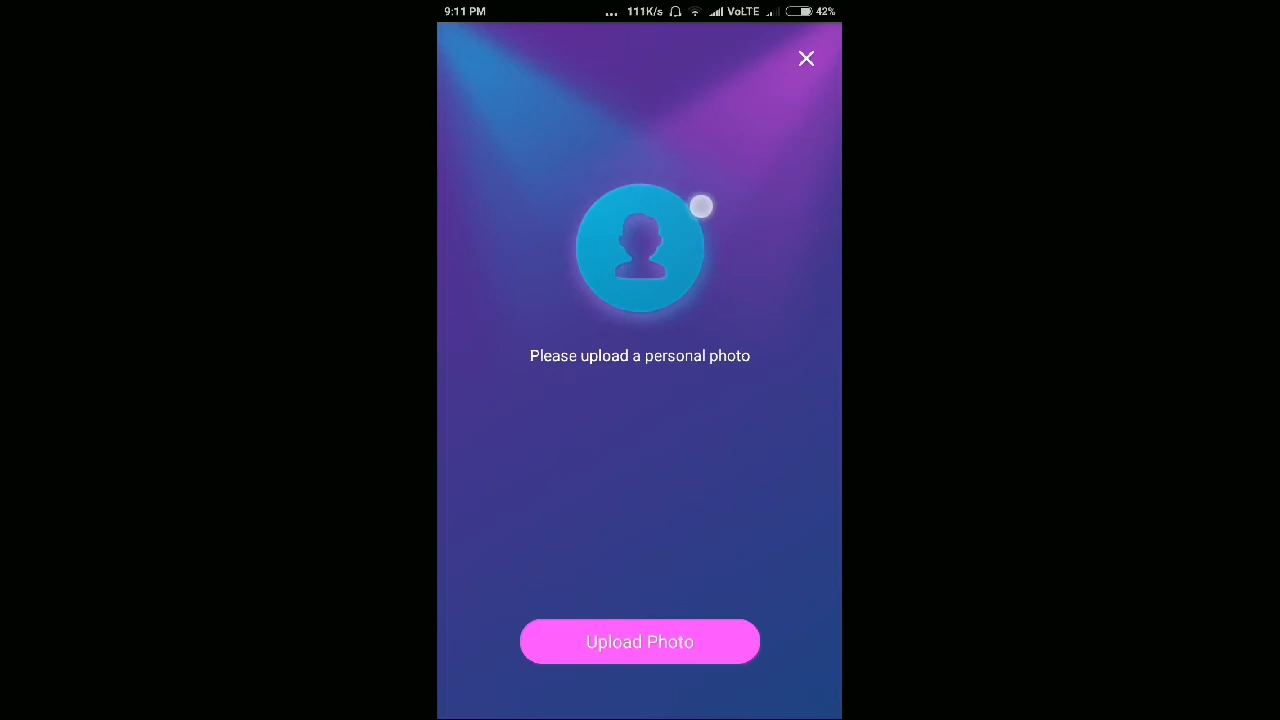 9:11 PM ... 111K/s VoLTE 42%
Please upload a personal photo
Upload Photo